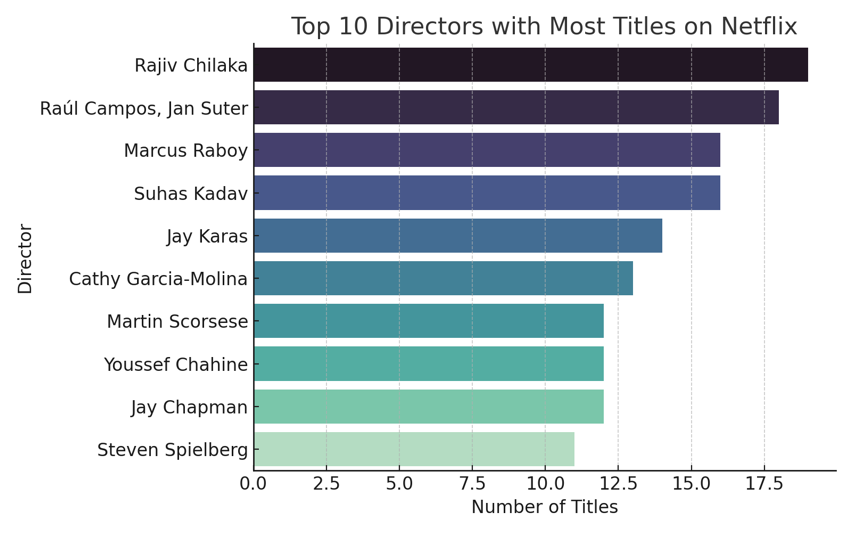 Top 10 Directors with Most Titles on Netflix
Director
Rajiv Chilaka
Raúl Campos, Jan Suter
Marcus Raboy
Suhas Kadav
Jay Karas
Cathy Garcia-Molina
Martin Scorsese
Youssef Chahine
Jay Chapman
Steven Spielberg
0.0 2.5 5.0 7.5 10.0 12.5 15.0 17.5
Number of Titles